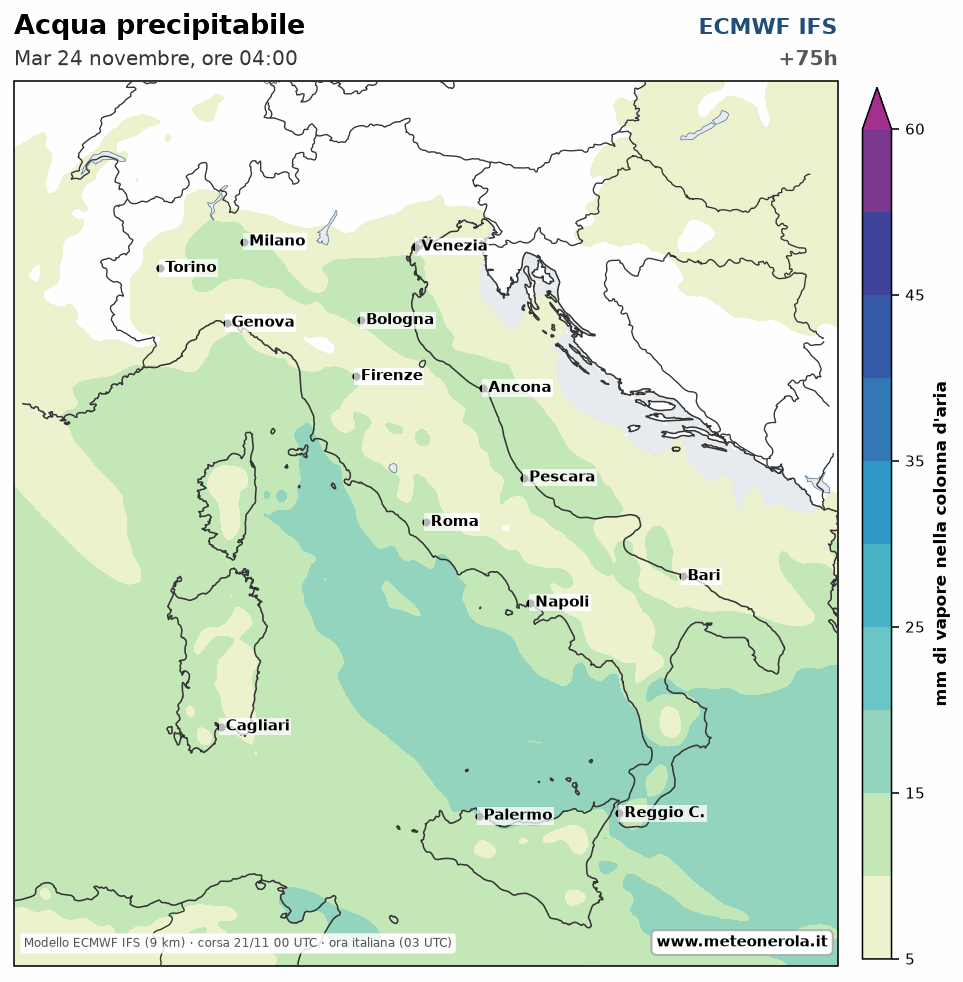 Acqua precipitabile
ECMWF IFS
Mar 24 novembre, ore 04:00
+75h
60
45
35
25
15
5
mm di vapore nella colonna d'aria
Milano
Venezia
Torino
Genova
Bologna
Firenze
Ancona
Pescara
Roma
Bari
Napoli
Cagliari
Palermo
Reggio C.
Modello ECMWF IFS (9 km) · corsa 21/11 00 UTC · ora italiana (03 UTC)
www.meteonerola.it